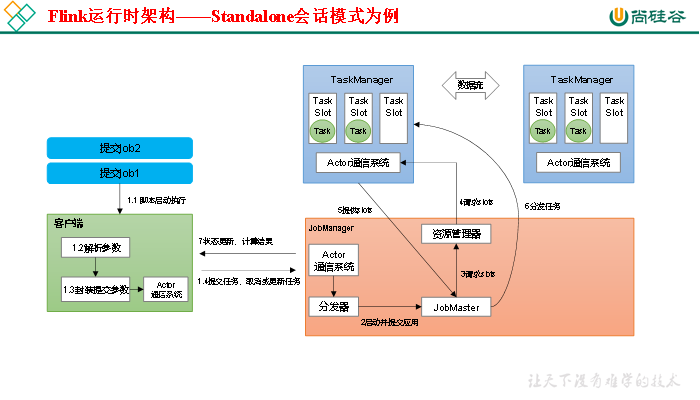 Flink运行时架构——Standalone会话模式为例
尚硅谷
TaskManager
Task
Slot
Task
Task
Slot
Task
Task
Slot
Actor通信系统
数据流
TaskManager
Task
Slot
Task
Task
Slot
Task
Task
Slot
Actor通信系统
提交job2
提交job1
1.1 脚本启动执行
客户端
1.2解析参数
1.3封装提交参数
Actor
通信系统
7状态更新、计算结果
1.4提交任务、取消或更新任务
5提供slots
4请求slots
6分发任务
JobManager
Actor
通信系统
分发器
2启动并提交应用
资源管理器
3请求slots
JobMaster
让天下没有难学的技术